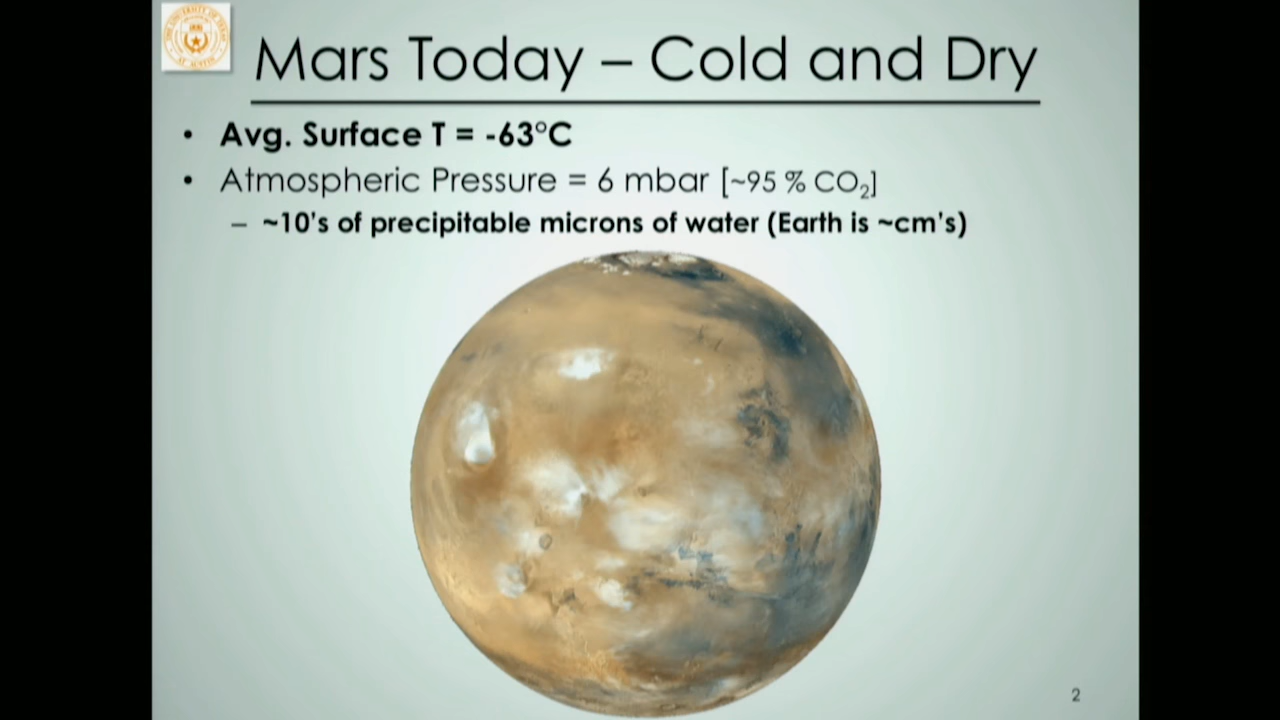 Mars Today – Cold and Dry
• Avg. Surface T = -63°C
• Atmospheric Pressure = 6 mbar [~95 % CO₂]
– ~10's of precipitable microns of water (Earth is ~cm's)
2